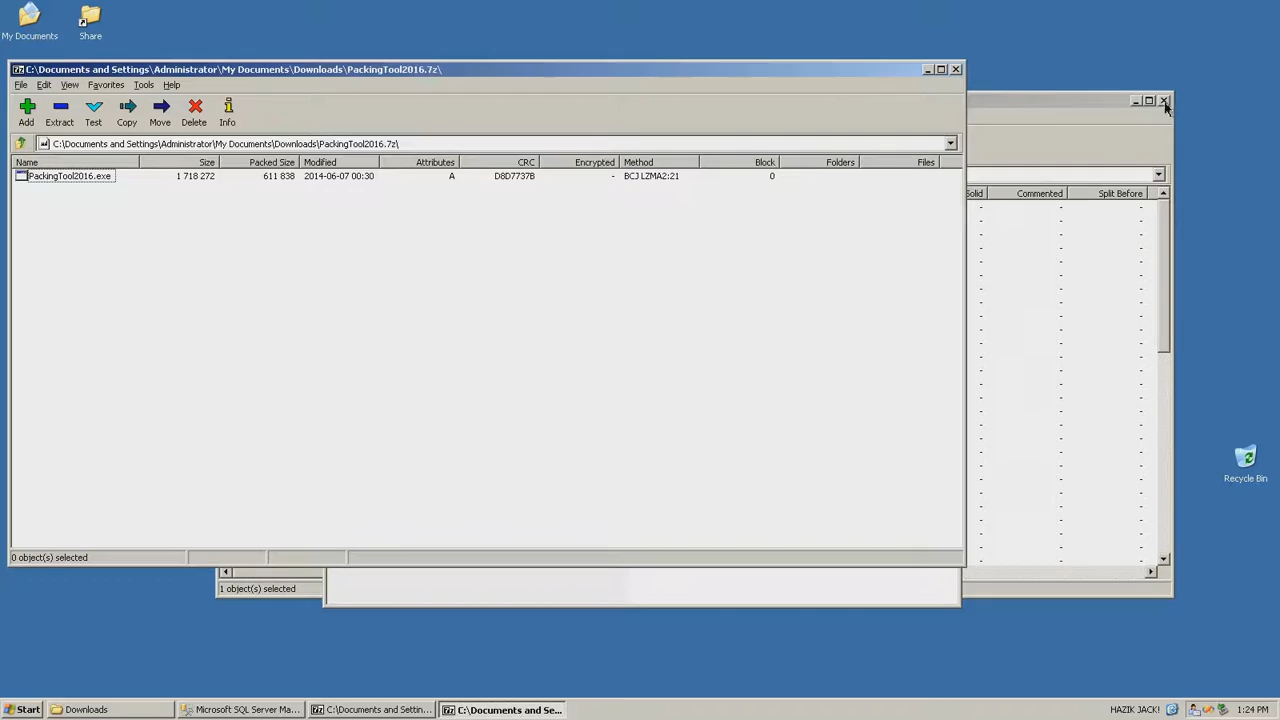 My Documents
Share
C:\Documents and Settings\Administrator\My Documents\Downloads\PackingTool2016.7z\
File Edit View Favorites Tools Help
Add Extract Test Copy Move Delete Info
C:\Documents and Settings\Administrator\My Documents\Downloads\PackingTool2016.7z\
Name Size Packed Size Modified Attributes CRC Encrypted Method Block Folders Files
PackingTool2016.exe 1 718 272 611 838 2014-06-07 00:30 A D8D7737B - BCJ LZMA2:21 0
Solid Commented Split Before
Recycle Bin
0 object(s) selected
1 object(s) selected
Start Downloads Microsoft SQL Server Ma... C:\Documents and Settin... C:\Documents and Se... HAZIK JACK! 1:24 PM